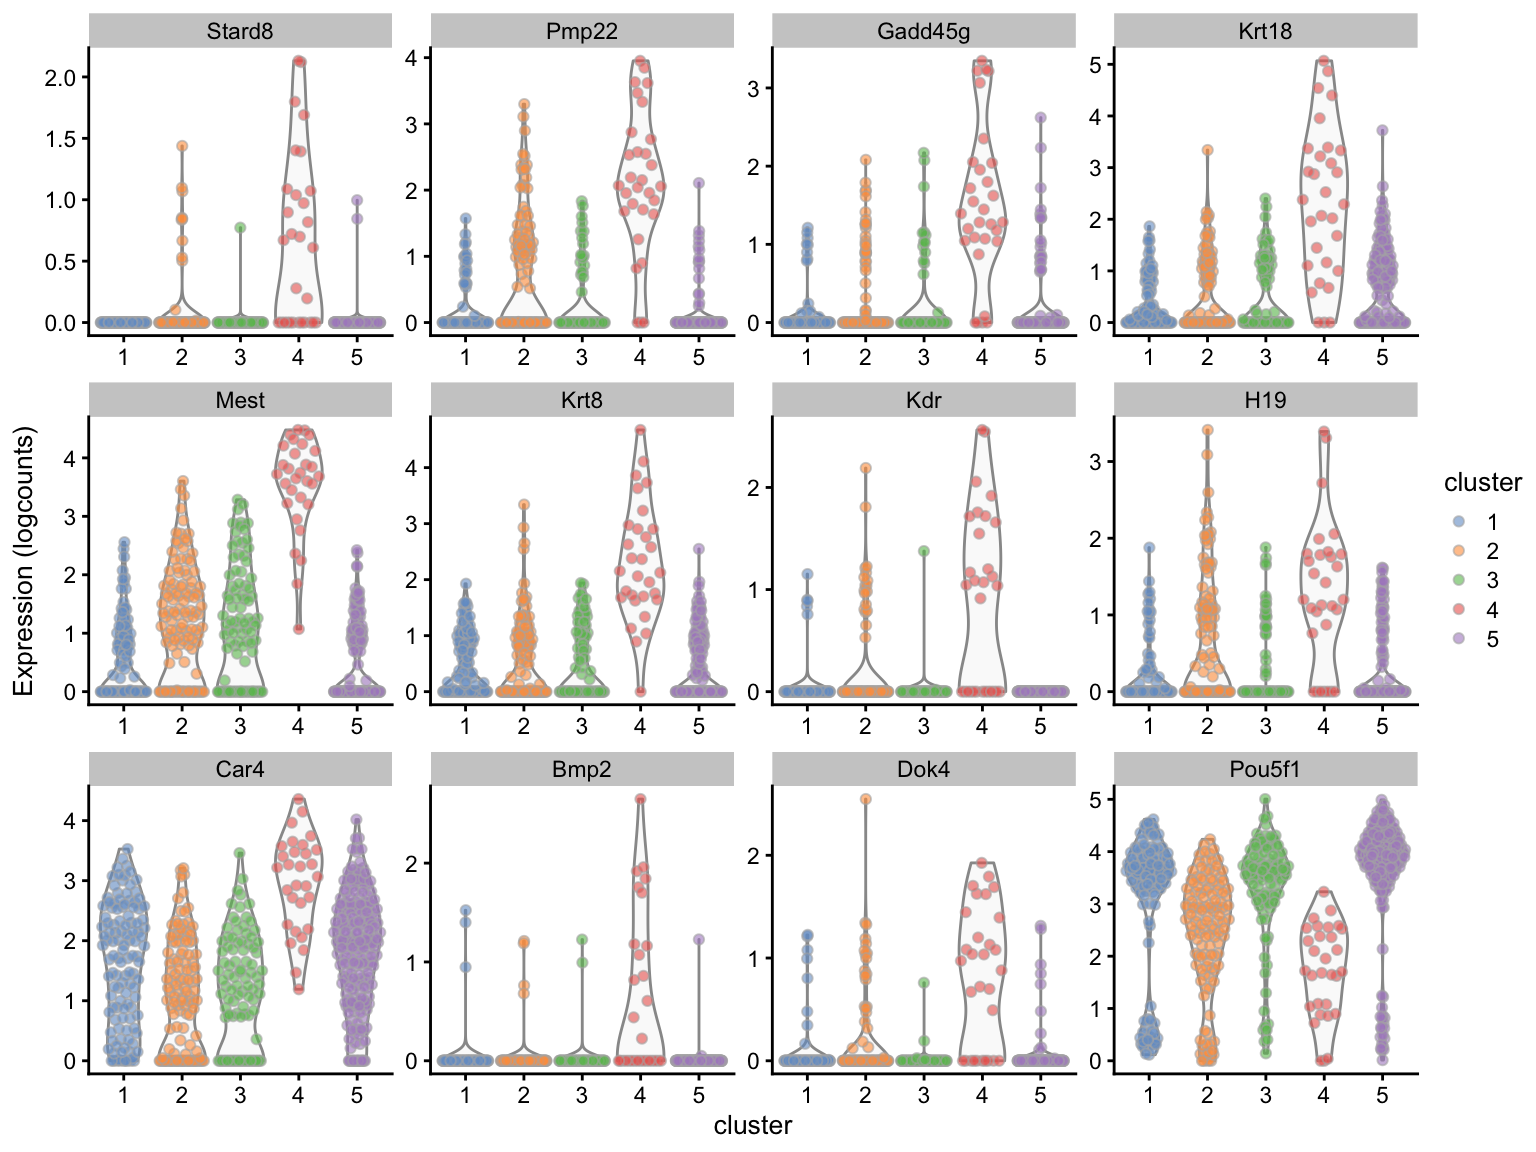 Stard8 Pmp22 Gadd45g Krt18
2.0 1.5 1.0 0.5 0.0
4 3 2 1 0
3 2 1 0
5 4 3 2 1 0
1 2 3 4 5 1 2 3 4 5 1 2 3 4 5 1 2 3 4 5
Mest Krt8 Kdr H19
4 3 2 1 0
4 3 2 1 0
2 1 0
3 2 1 0
1 2 3 4 5 1 2 3 4 5 1 2 3 4 5 1 2 3 4 5
Car4 Bmp2 Dok4 Pou5f1
4 3 2 1 0
2 1 0
2 1 0
5 4 3 2 1 0
1 2 3 4 5 1 2 3 4 5 1 2 3 4 5 1 2 3 4 5
Expression (logcounts)
cluster
cluster
1
2
3
4
5